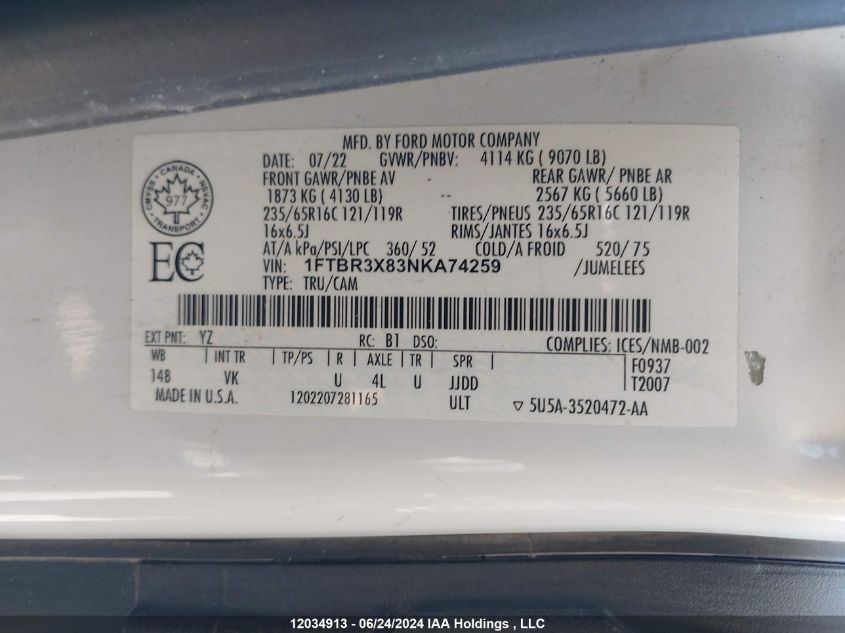 MFD. BY FORD MOTOR COMPANY
DATE: 07/22 GVWR/PNBV: 4114 KG ( 9070 LB)
FRONT GAWR/PNBE AV REAR GAWR/ PNBE AR
1873 KG ( 4130 LB) -- 2567 KG ( 5660 LB)
235/65R16C 121/119R TIRES/PNEUS 235/65R16C 121/119R
16x6.5J RIMS/JANTES 16x6.5J
AT/A kPa/PSI/LPC 360/ 52 COLD/A FROID 520/ 75
VIN: 1FTBR3X83NKA74259 /JUMELEES
TYPE: TRU/CAM
CANADA
CMVSS NSVAC
977
TRANSPORT
EC
EXT PNT: YZ RC: B1 DSO: COMPLIES: ICES/NMB-002
WB INT TR TP/PS R AXLE TR SPR F0937
14B VK U 4L U JJDD T2007
MADE IN U.S.A. 1202207281165 ULT ▽ 5U5A-3520472-AA
12034913 - 06/24/2024 IAA Holdings , LLC